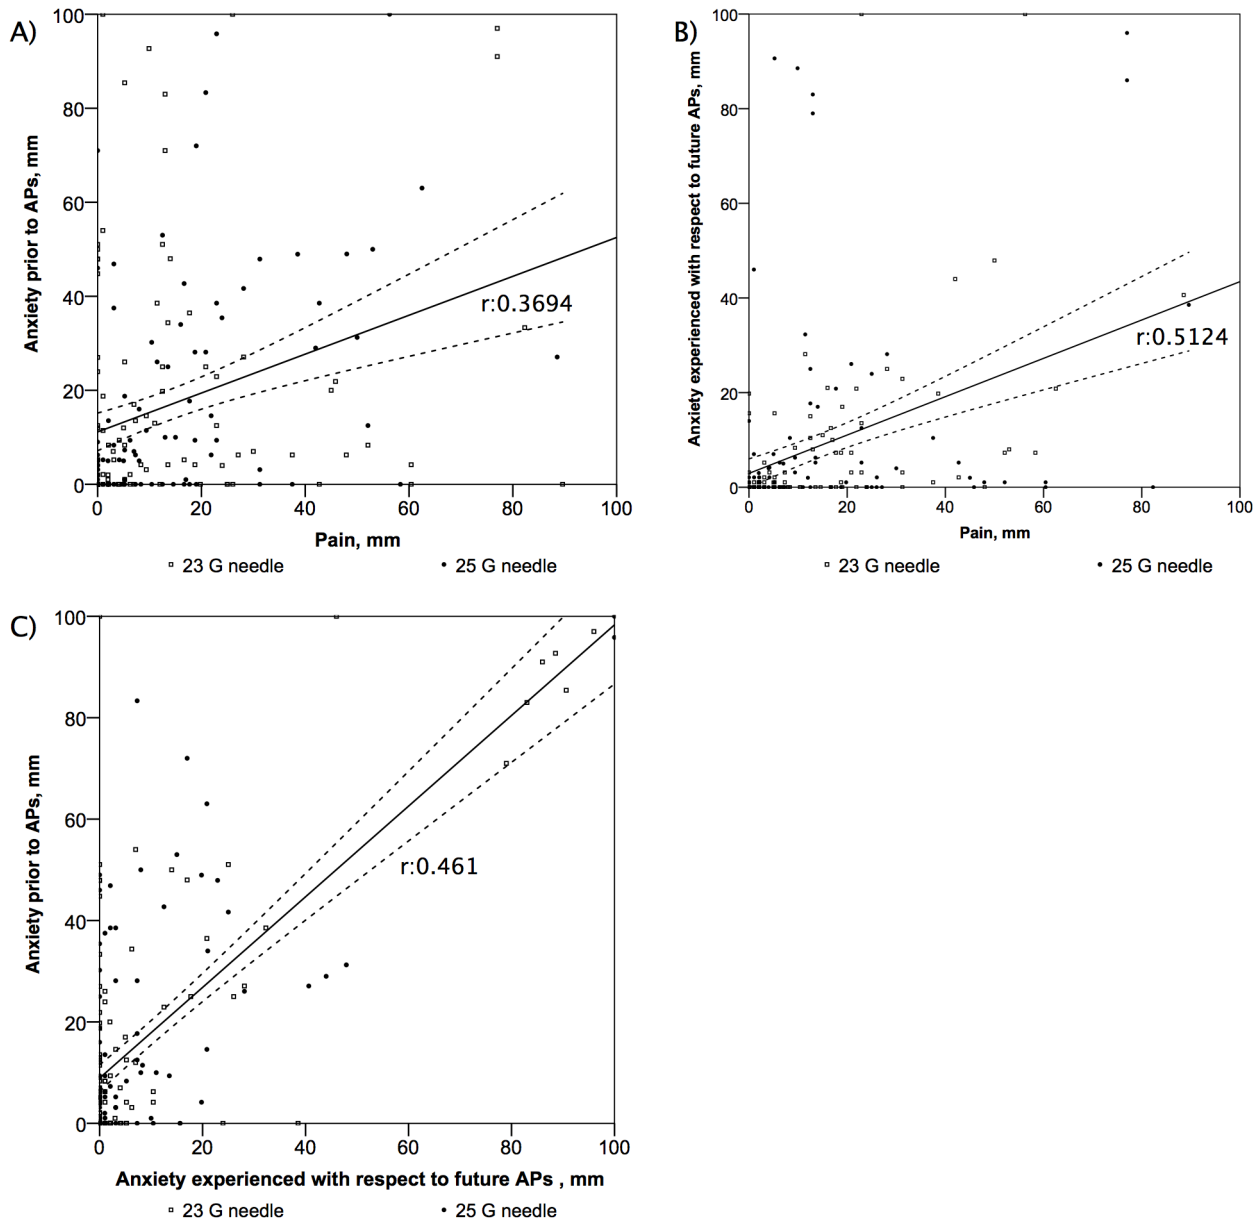 A)
Anxiety prior to APs, mm
100
80
60
40
20
0
r:0.3694
0 20 40 60 80 100
Pain, mm
23 G needle 25 G needle
B)
Anxiety experienced with respect to future APs, mm
100
80
60
40
20
0
r:0.5124
0 20 40 60 80 100
Pain, mm
23 G needle 25 G needle
C)
Anxiety prior to APs, mm
100
80
60
40
20
0
r:0.461
0 20 40 60 80 100
Anxiety experienced with respect to future APs , mm
23 G needle 25 G needle